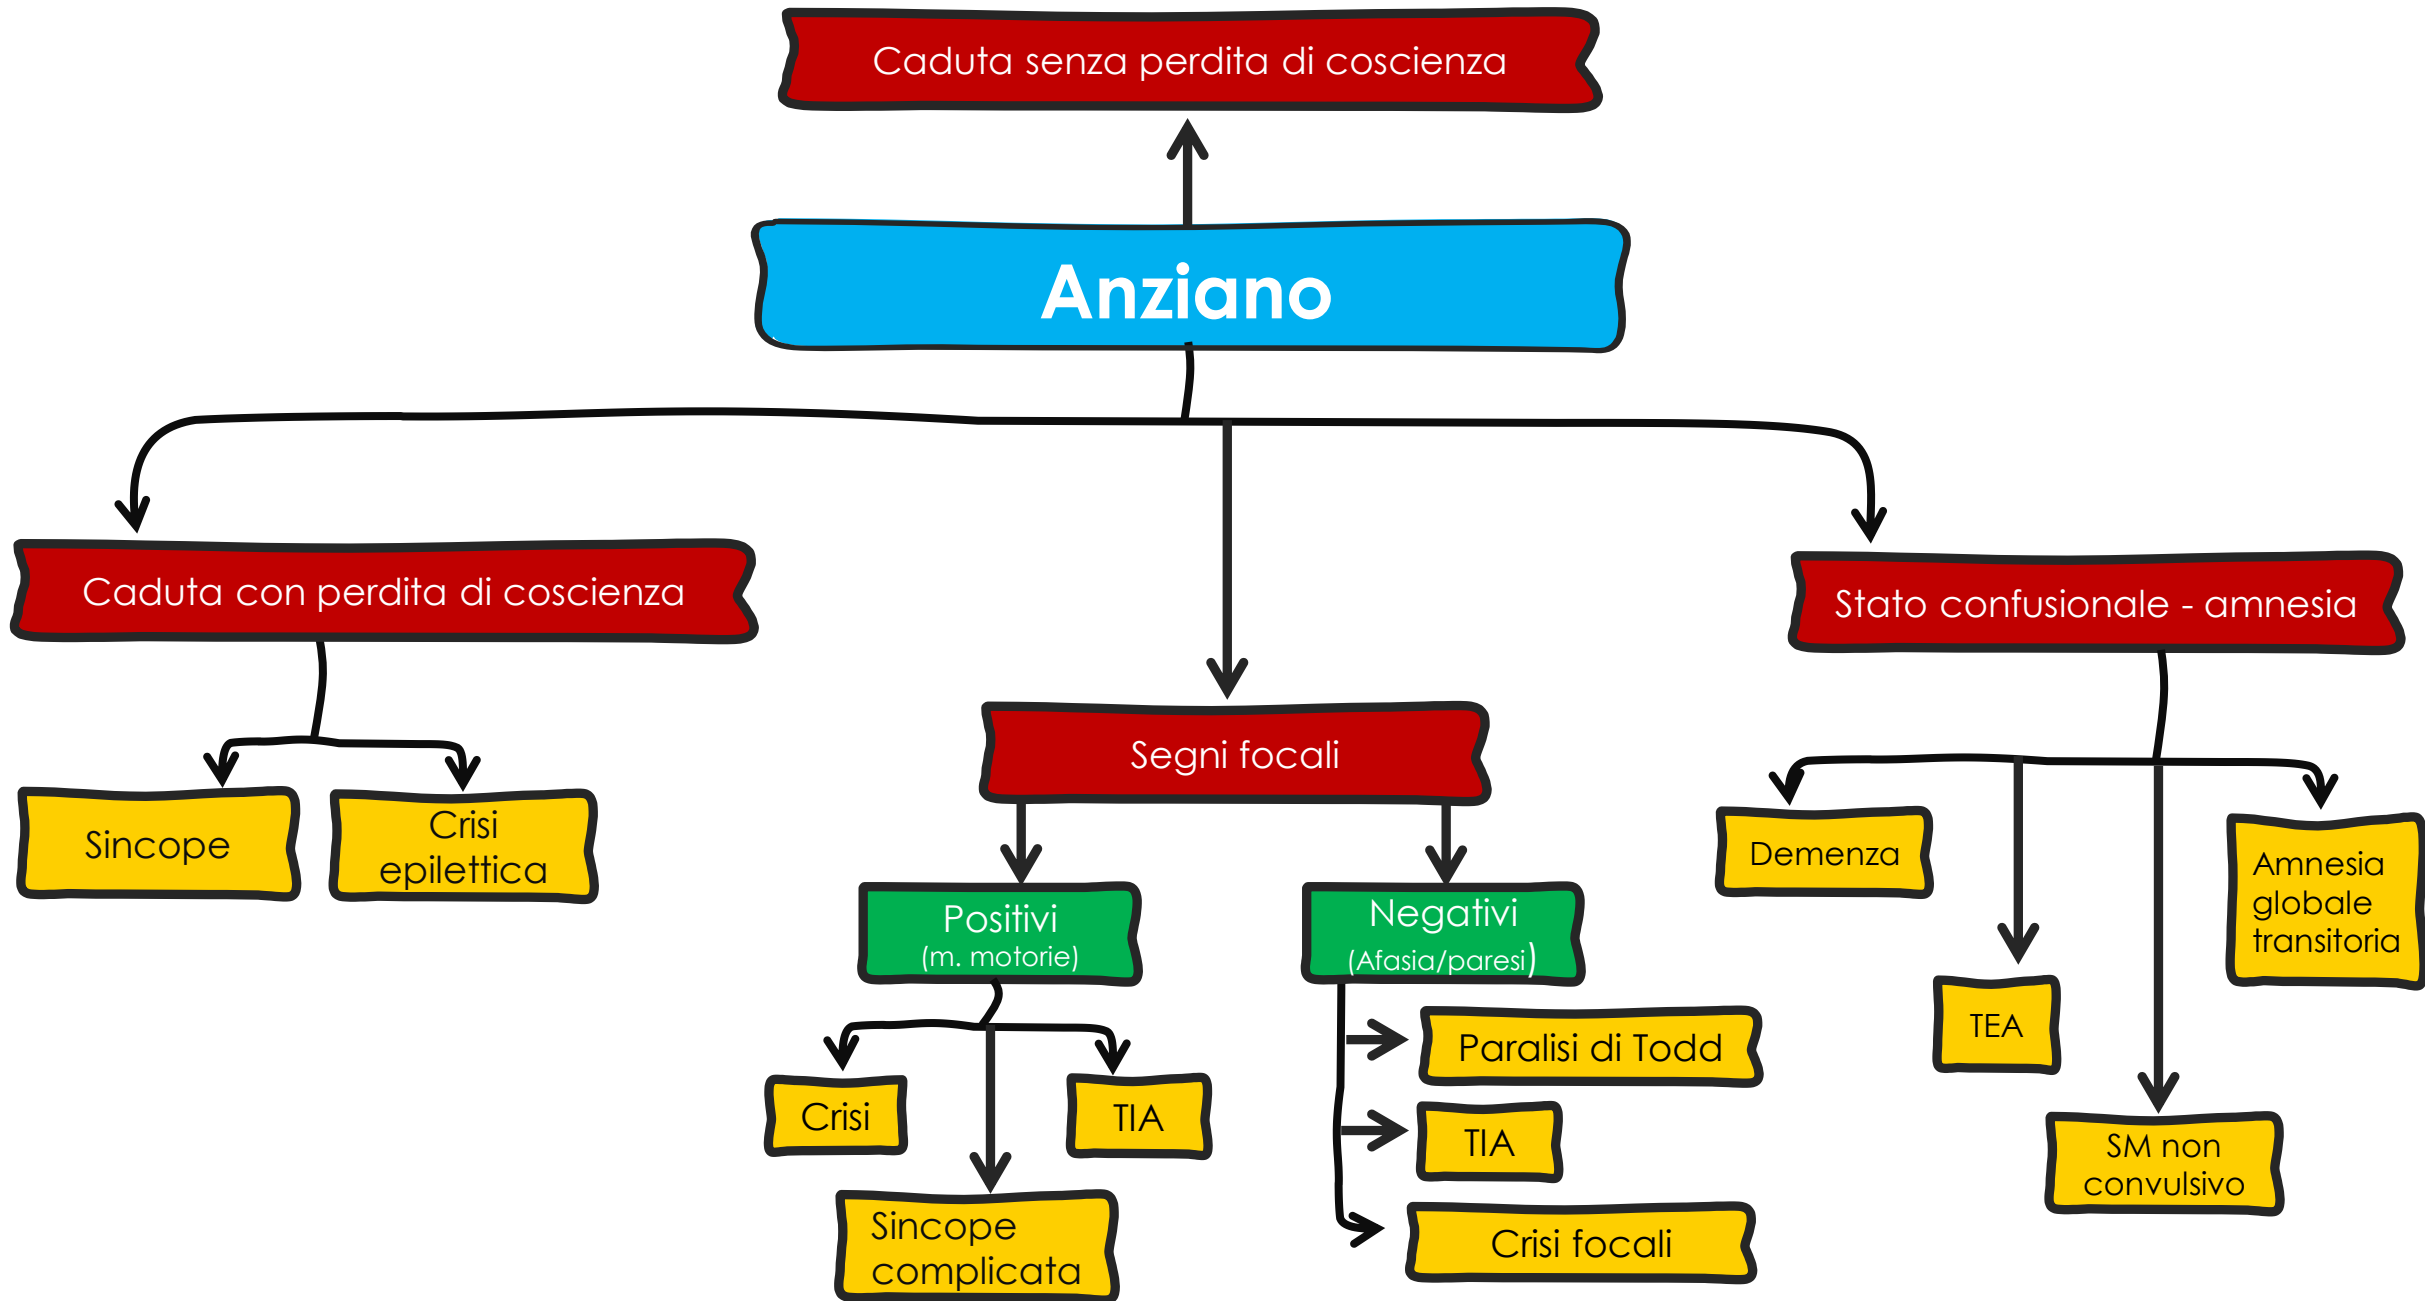 Caduta senza perdita di coscienza
Anziano
Caduta con perdita di coscienza
Stato confusionale - amnesia
Segni focali
Sincope
Crisi
epilettica
Demenza
Amnesia
globale
transitoria
Positivi
(m. motorie)
Negativi
(Afasia/paresi)
TEA
Paralisi di Todd
Crisi
TIA
TIA
SM non
convulsivo
Sincope
complicata
Crisi focali